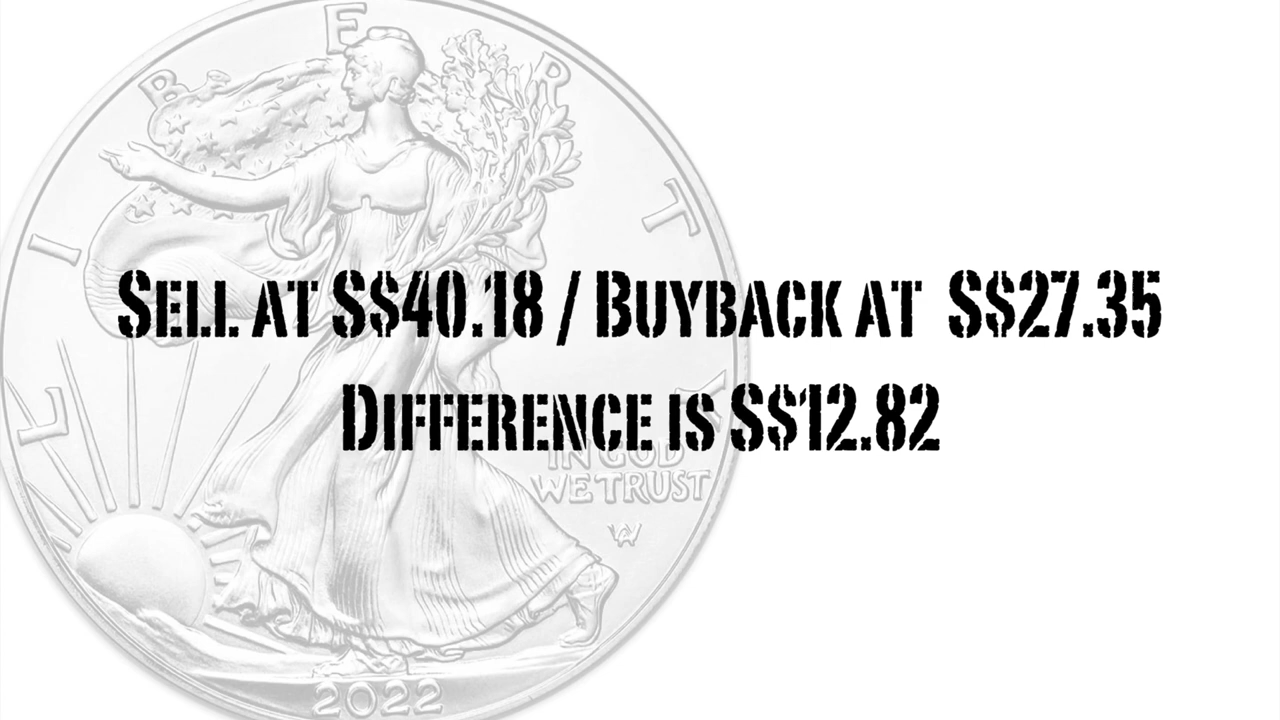 LIBERTY
SELL AT S$40.18 / BUYBACK AT S$27.35
DIFFERENCE IS S$12.82
IN GOD
WE TRUST
W
2022